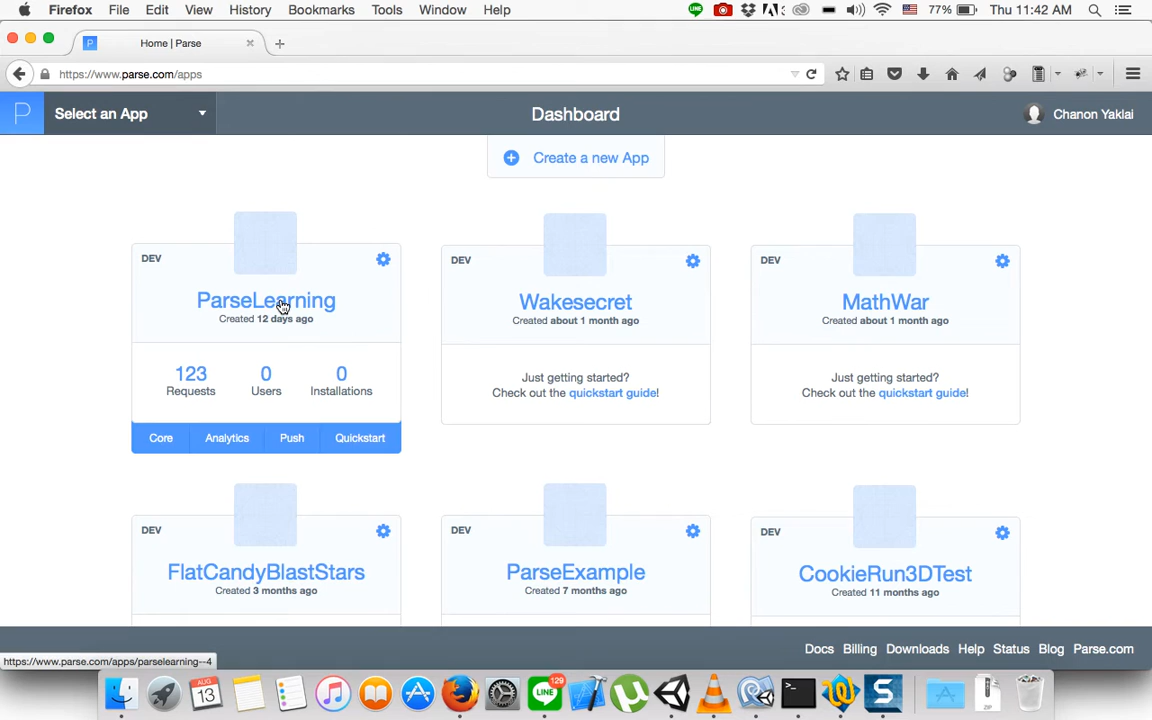 Firefox File Edit View History Bookmarks Tools Window Help 77% Thu 11:42 AM
Home | Parse
https://www.parse.com/apps
P Select an App Dashboard Chanon Yaklai
Create a new App
DEV
ParseLearning
Created 12 days ago
123 0 0
Requests Users Installations
Core Analytics Push Quickstart
DEV
Wakesecret
Created about 1 month ago
Just getting started?
Check out the quickstart guide!
DEV
MathWar
Created about 1 month ago
Just getting started?
Check out the quickstart guide!
DEV
FlatCandyBlastStars
Created 3 months ago
DEV
ParseExample
Created 7 months ago
DEV
CookieRun3DTest
Created 11 months ago
Docs Billing Downloads Help Status Blog Parse.com
https://www.parse.com/apps/parselearning--4
AUG
13
LINE
129
S
ZIP